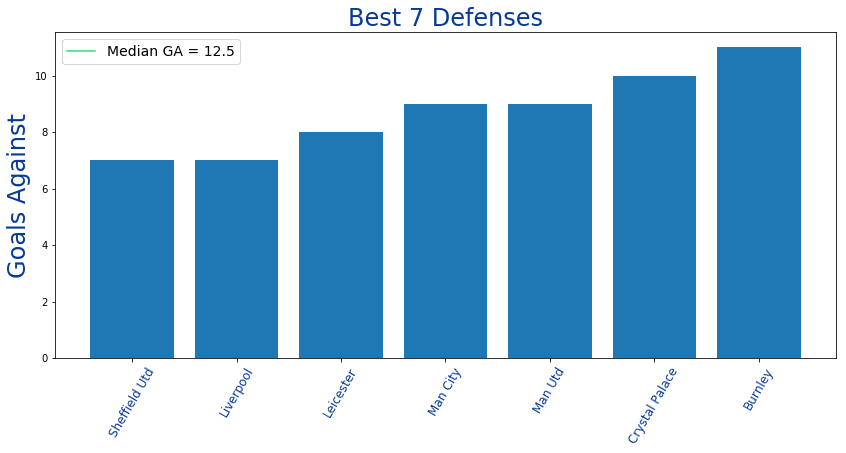 Best 7 Defenses
Median GA = 12.5
Goals Against
10
8
6
4
2
0
Sheffield Utd
Liverpool
Leicester
Man City
Man Utd
Crystal Palace
Burnley